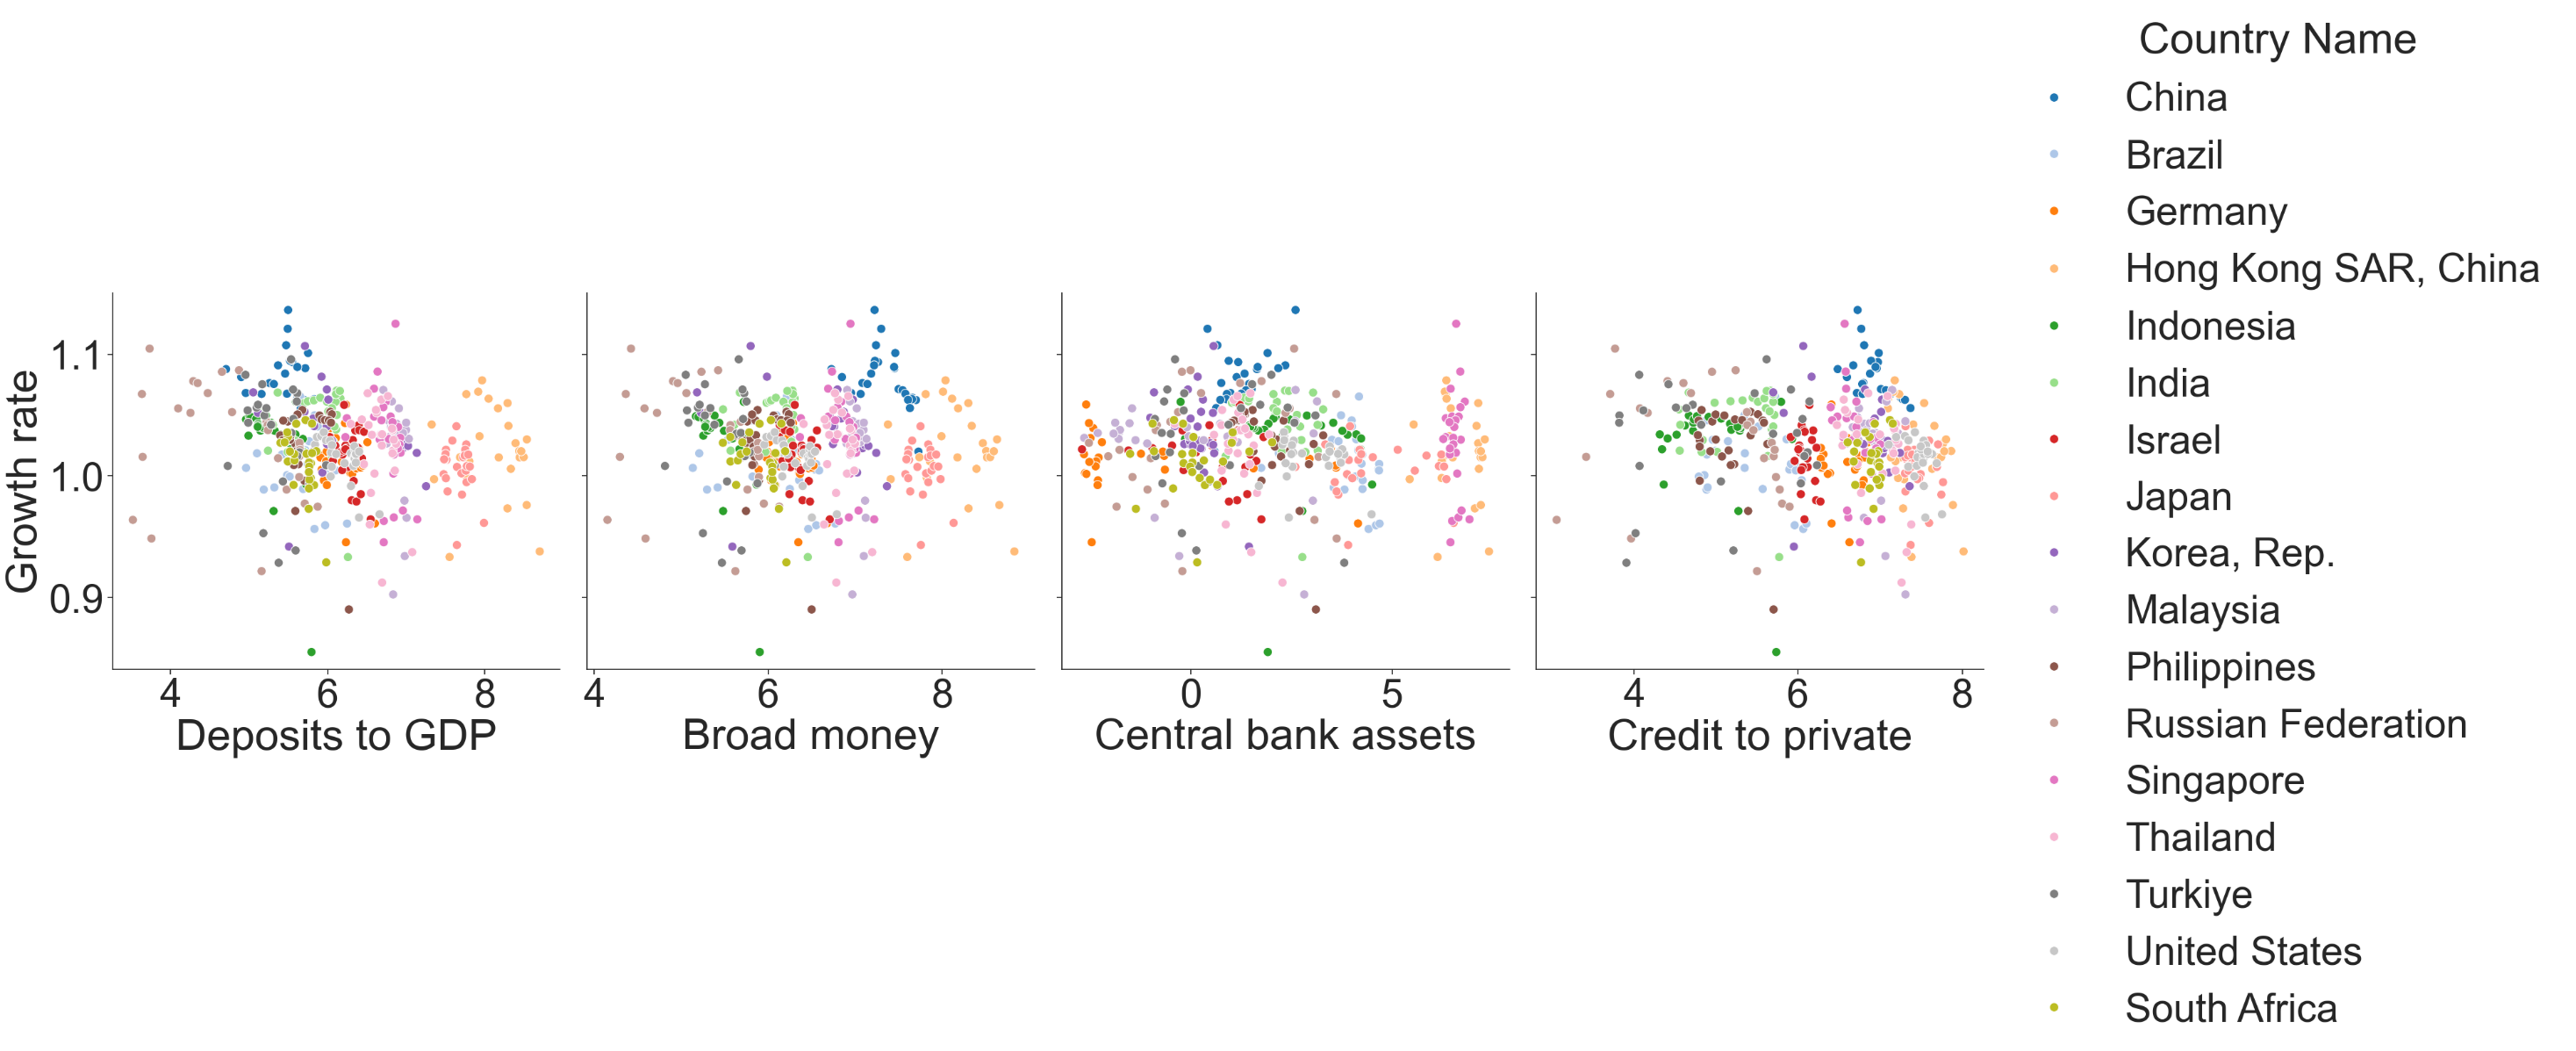 Country Name
China
Brazil
Germany
Hong Kong SAR, China
Indonesia
India
Israel
Japan
Korea, Rep.
Malaysia
Philippines
Russian Federation
Singapore
Thailand
Turkiye
United States
South Africa
Growth rate
1.1
1.0
0.9
4 6 8
Deposits to GDP
4 6 8
Broad money
0 5
Central bank assets
4 6 8
Credit to private